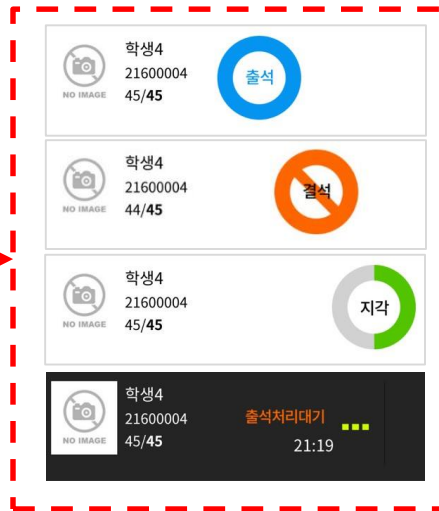 학생4
21600004
45/45
NO IMAGE
출석
학생4
21600004
44/45
NO IMAGE
결석
학생4
21600004
45/45
NO IMAGE
지각
학생4
21600004
45/45
NO IMAGE
출석처리대기
21:19